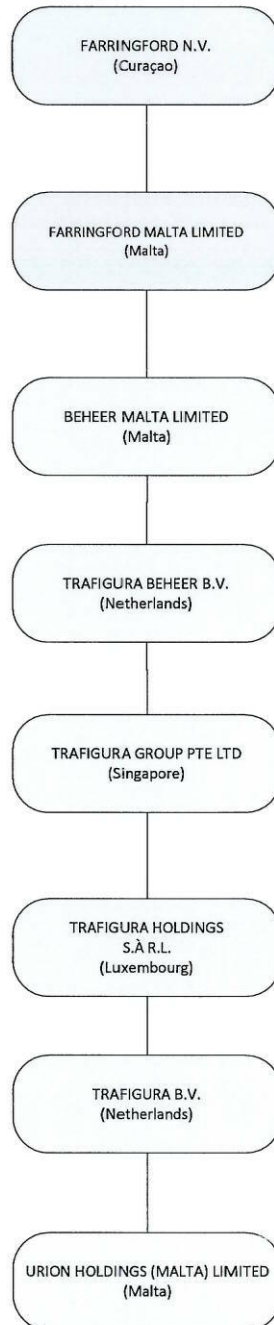 FARRINGFORD N.V.
(Curaçao)
FARRINGFORD MALTA LIMITED
(Malta)
BEHEER MALTA LIMITED
(Malta)
TRAFIGURA BEHEER B.V.
(Netherlands)
TRAFIGURA GROUP PTE LTD
(Singapore)
TRAFIGURA HOLDINGS
S.À R.L.
(Luxembourg)
TRAFIGURA B.V.
(Netherlands)
URION HOLDINGS (MALTA) LIMITED
(Malta)